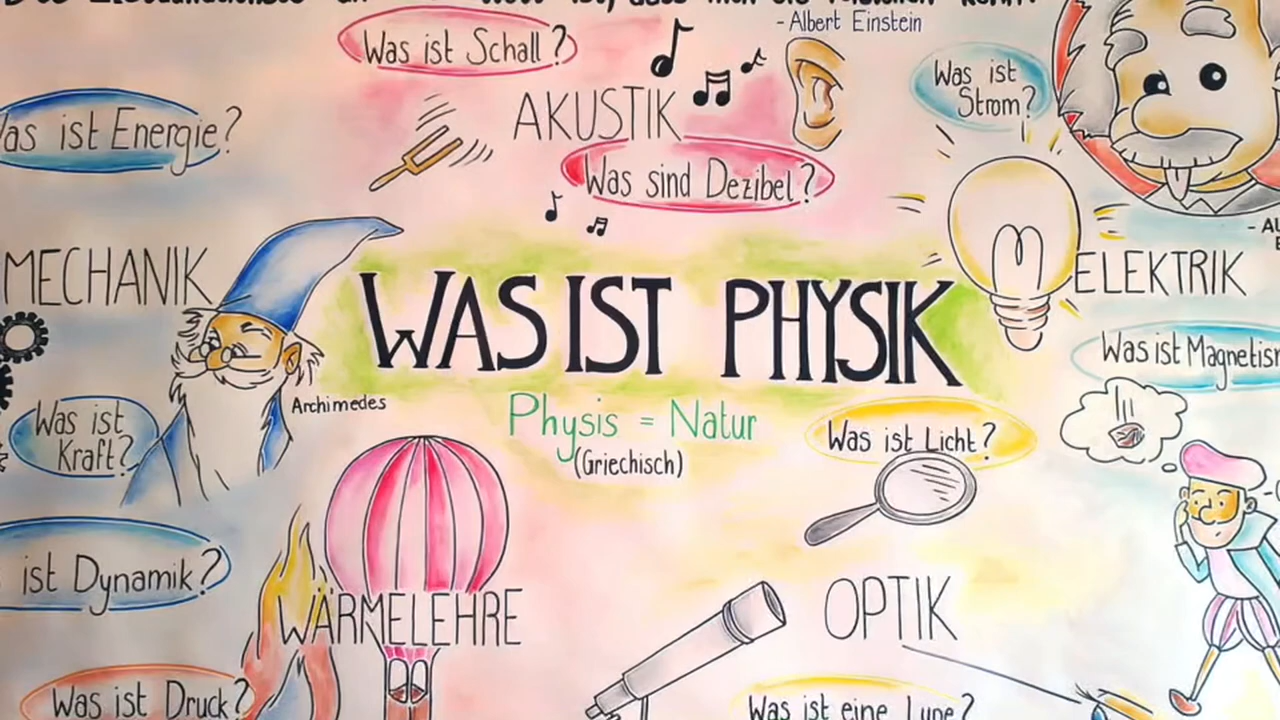 - Albert Einstein
Was ist Schall?
Was ist
Strom?
AKUSTIK
ist Energie?
Was sind Dezibel?
MECHANIK
ELEKTRIK
WAS IST PHYSIK
Was ist
Archimedes
Physis = Natur
(Griechisch)
Was ist
Kraft?
Was ist Licht?
ist Dynamik?
WÄRMELEHRE
OPTIK
Was ist Druck?
Was ist eine Lupe?